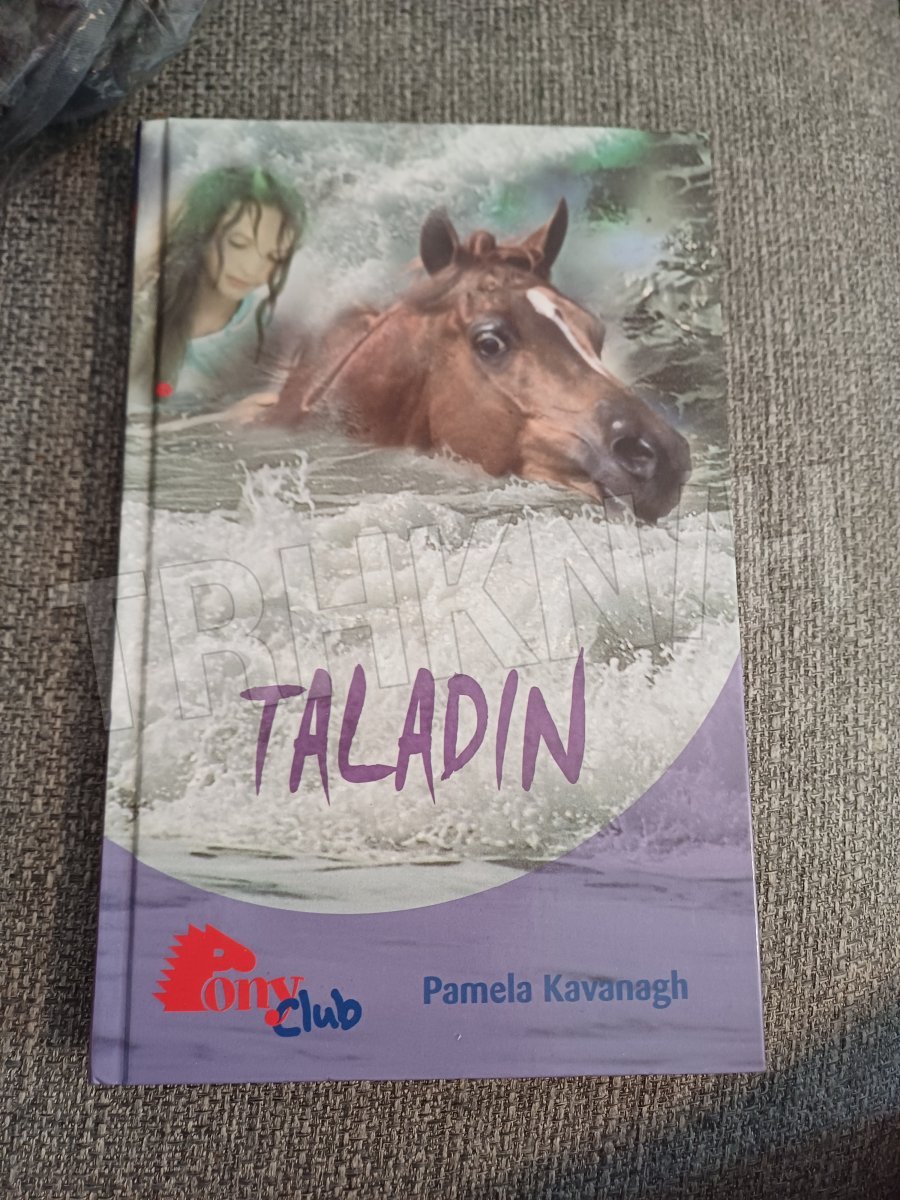 TALADIN
Pony
Club
Pamela Kavanagh